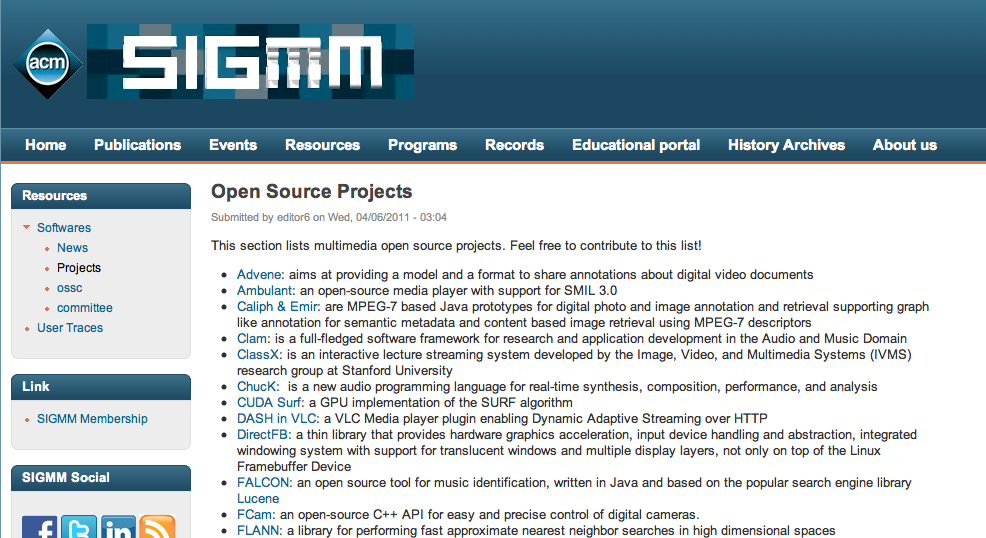 acm
SIGMM
Home Publications Events Resources Programs Records Educational portal History Archives About us
Resources
Softwares
News
Projects
ossc
committee
User Traces
Link
SIGMM Membership
SIGMM Social
Open Source Projects
Submitted by editor6 on Wed, 04/06/2011 - 03:04
This section lists multimedia open source projects. Feel free to contribute to this list!
Advene: aims at providing a model and a format to share annotations about digital video documents
Ambulant: an open-source media player with support for SMIL 3.0
Caliph & Emir: are MPEG-7 based Java prototypes for digital photo and image annotation and retrieval supporting graph
like annotation for semantic metadata and content based image retrieval using MPEG-7 descriptors
Clam: is a full-fledged software framework for research and application development in the Audio and Music Domain
ClassX: is an interactive lecture streaming system developed by the Image, Video, and Multimedia Systems (IVMS)
research group at Stanford University
ChucK:  is a new audio programming language for real-time synthesis, composition, performance, and analysis
CUDA Surf: a GPU implementation of the SURF algorithm
DASH in VLC: a VLC Media player plugin enabling Dynamic Adaptive Streaming over HTTP
DirectFB: a thin library that provides hardware graphics acceleration, input device handling and abstraction, integrated
windowing system with support for translucent windows and multiple display layers, not only on top of the Linux
Framebuffer Device
FALCON: an open source tool for music identification, written in Java and based on the popular search engine library
Lucene
FCam: an open-source C++ API for easy and precise control of digital cameras.
FLANN: a library for performing fast approximate nearest neighbor searches in high dimensional spaces